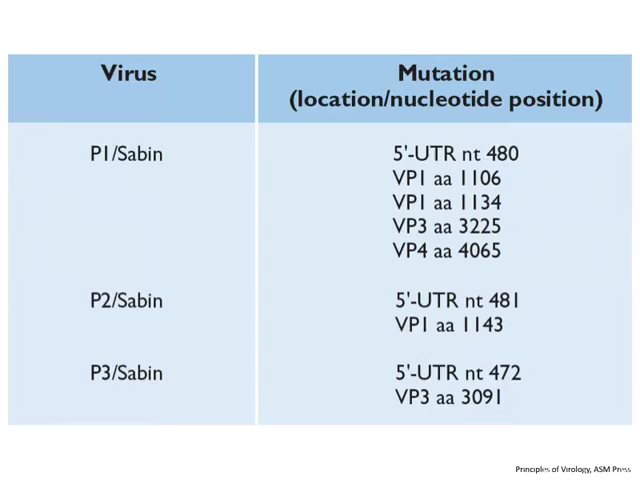 Virus
Mutation
(location/nucleotide position)
P1/Sabin
5'-UTR nt 480
VP1 aa 1106
VP1 aa 1134
VP3 aa 3225
VP4 aa 4065
P2/Sabin
5'-UTR nt 481
VP1 aa 1143
P3/Sabin
5'-UTR nt 472
VP3 aa 3091
Principles of Virology, ASM Press